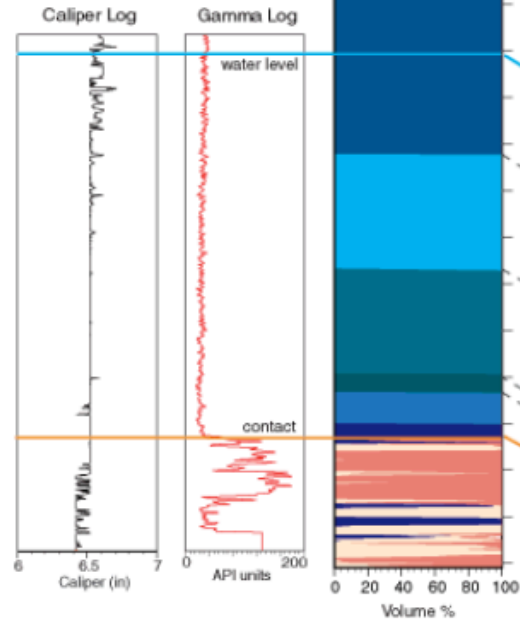 Caliper Log
Gamma Log
water level
contact
6
6.5
7
Caliper (in)
0
200
API units
0
20
40
60
80
100
Volume %